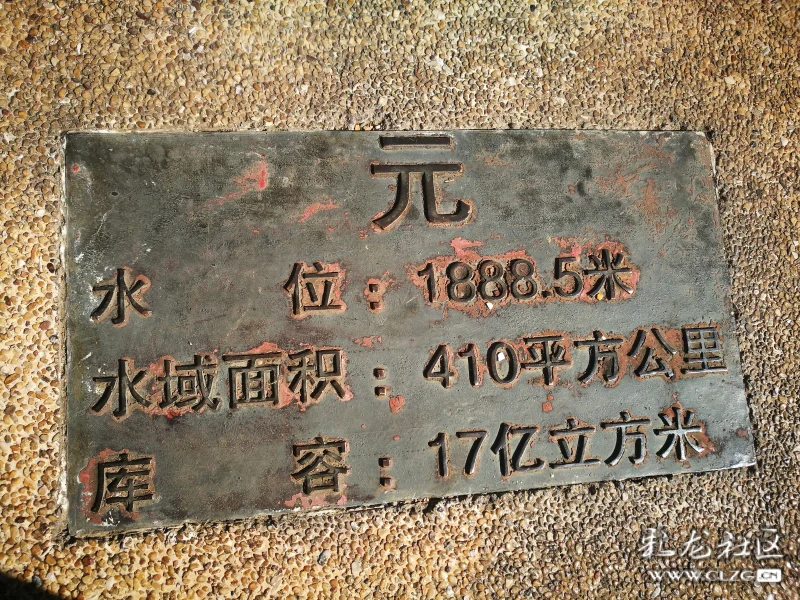 元
水 位：1888.5米
水域面积：410平方公里
库 容：17亿立方米
彩龙社区
WWW.CLZG.CN